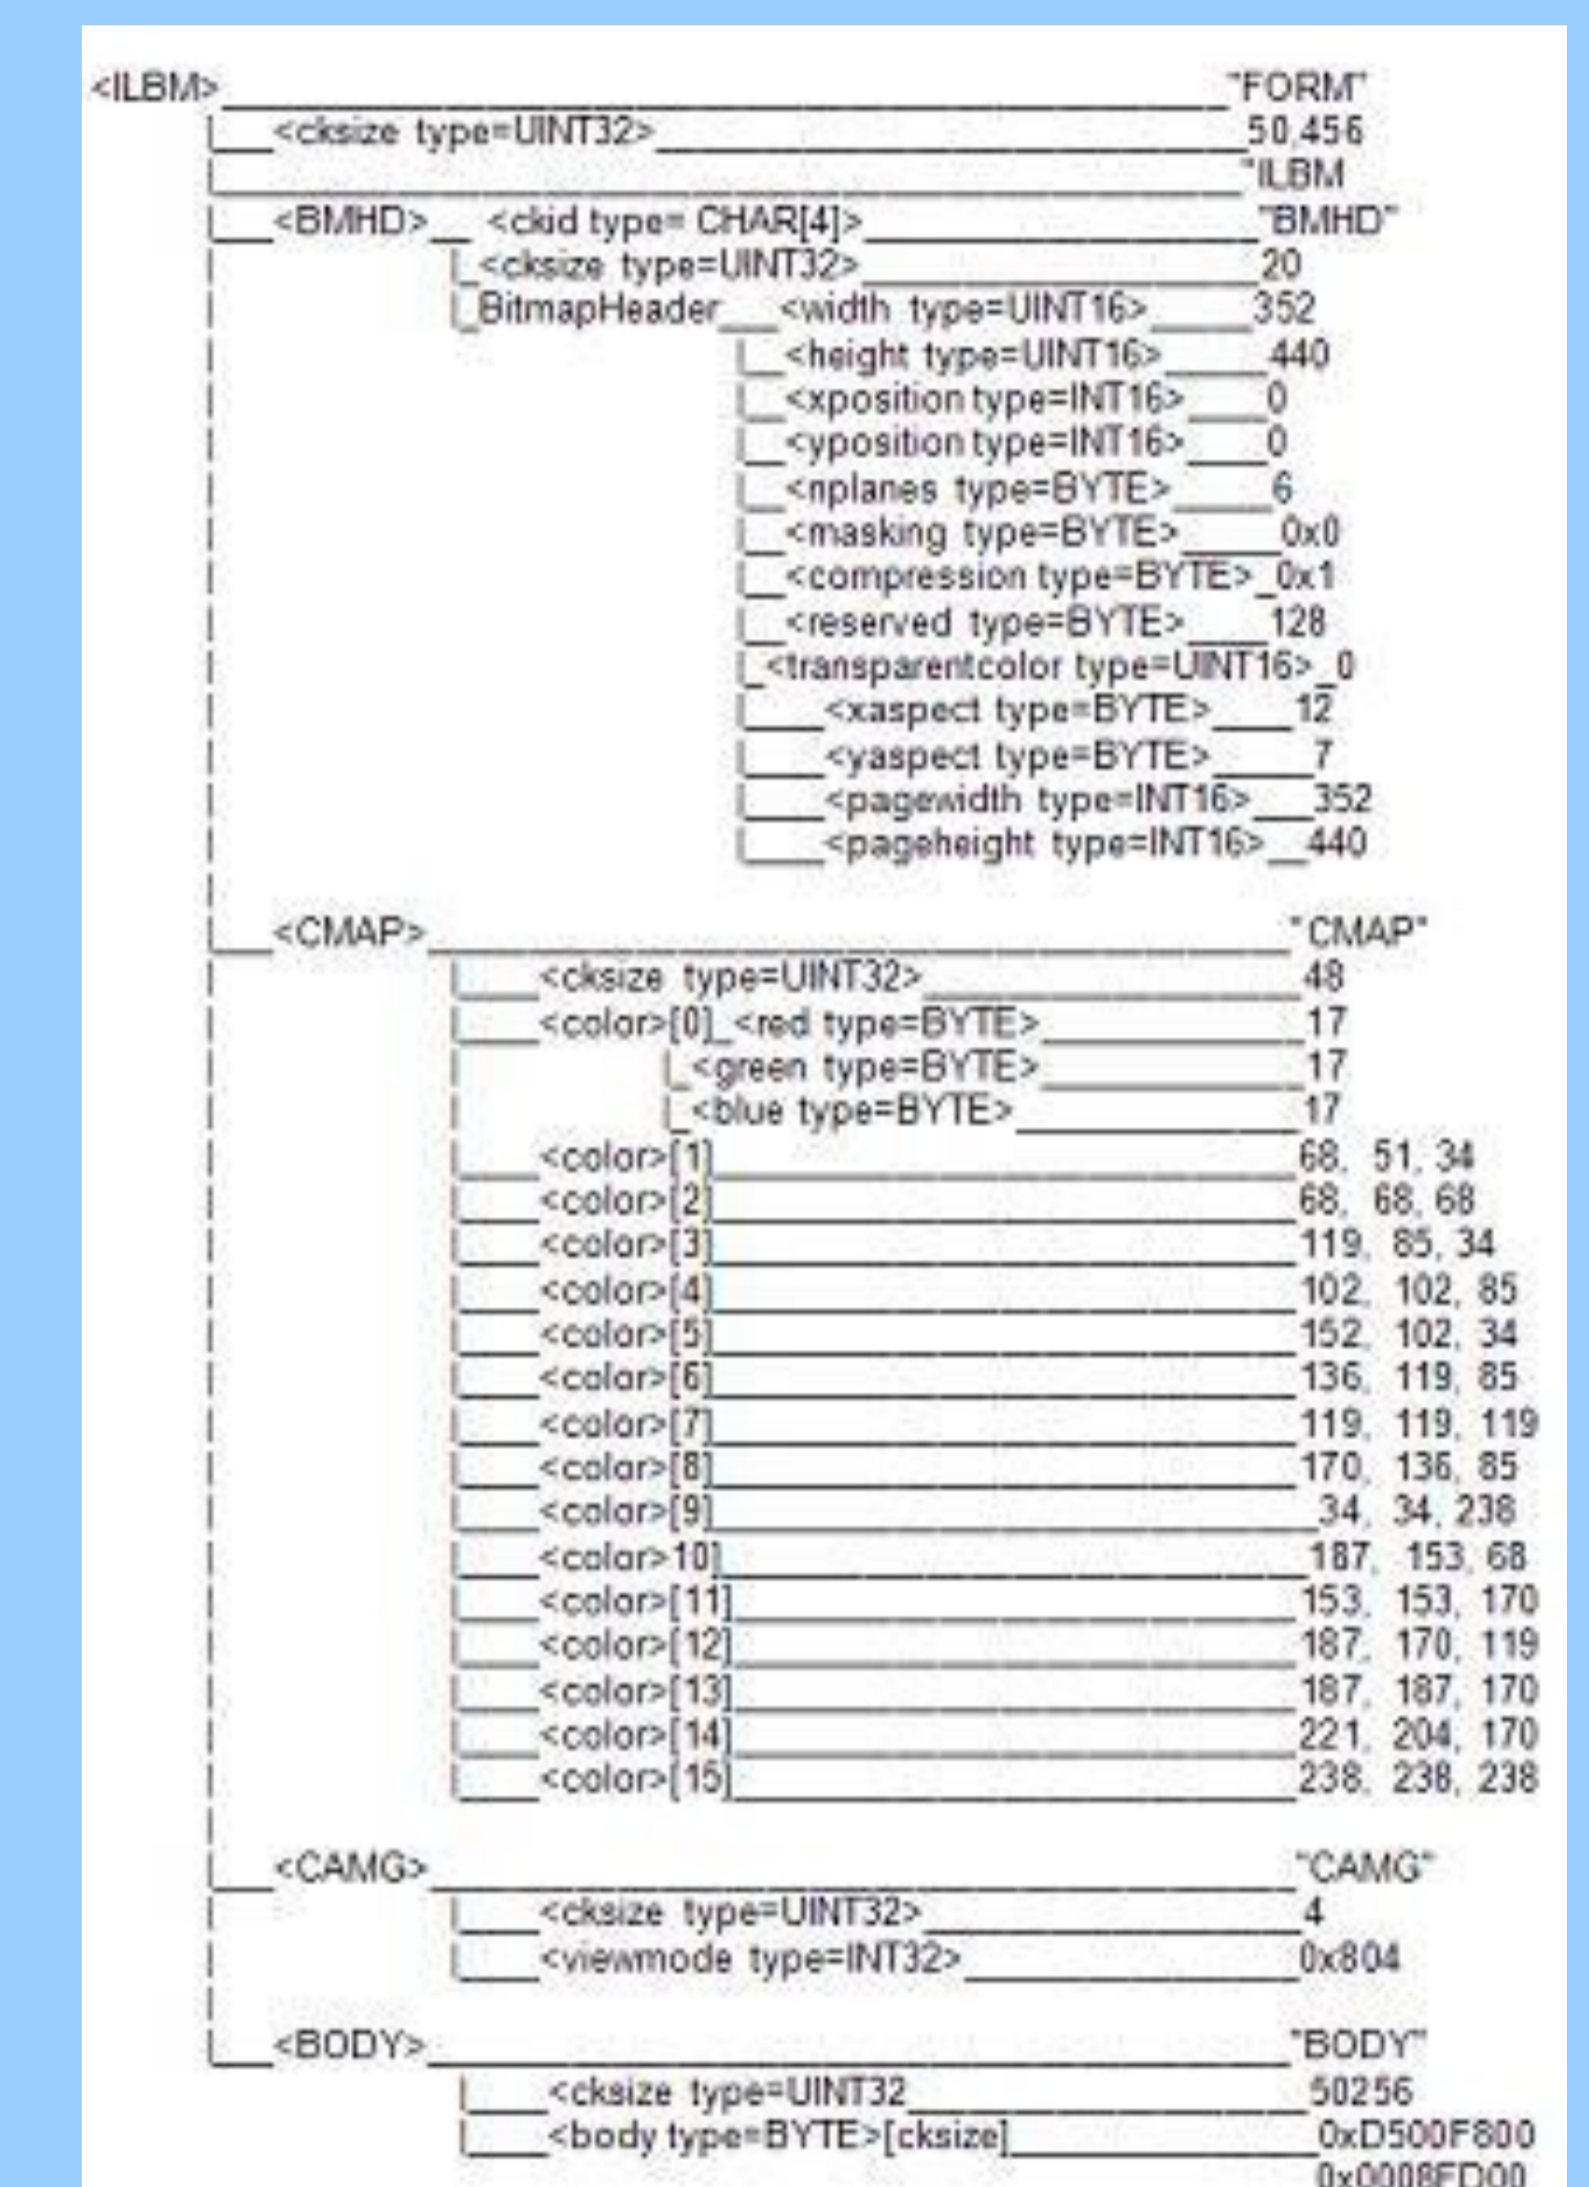 <ILBM> "FORM"
<cksize type=UINT32> 50,456
"ILBM
<BMHD> <ckid type= CHAR[4]> "BMHD"
<cksize type=UINT32> 20
BitmapHeader <width type=UINT16> 352
<height type=UINT16> 440
<xposition type=INT16> 0
<yposition type=INT16> 0
<nplanes type=BYTE> 6
<masking type=BYTE> 0x0
<compression type=BYTE> 0x1
<reserved type=BYTE> 128
<transparentcolor type=UINT16> 0
<xaspect type=BYTE> 12
<yaspect type=BYTE> 7
<pagewidth type=INT16> 352
<pageheight type=INT16> 440
<CMAP> "CMAP"
<cksize type=UINT32> 48
<color>[0] <red type=BYTE> 17
<green type=BYTE> 17
<blue type=BYTE> 17
<color>[1] 68, 51, 34
<color>[2] 68, 68, 68
<color>[3] 119, 85, 34
<color>[4] 102, 102, 85
<color>[5] 152, 102, 34
<color>[6] 136, 119, 85
<color>[7] 119, 119, 119
<color>[8] 170, 136, 85
<color>[9] 34, 34, 238
<color>10] 187, 153, 68
<color>[11] 153, 153, 170
<color>[12] 187, 170, 119
<color>[13] 187, 187, 170
<color>[14] 221, 204, 170
<color>[15] 238, 238, 238
<CAMG> "CAMG"
<cksize type=UINT32> 4
<viewmode type=INT32> 0x804
<BODY> "BODY"
<cksize type=UINT32 50256
<body type=BYTE>[cksize] 0xD500F800
0x0008FD00